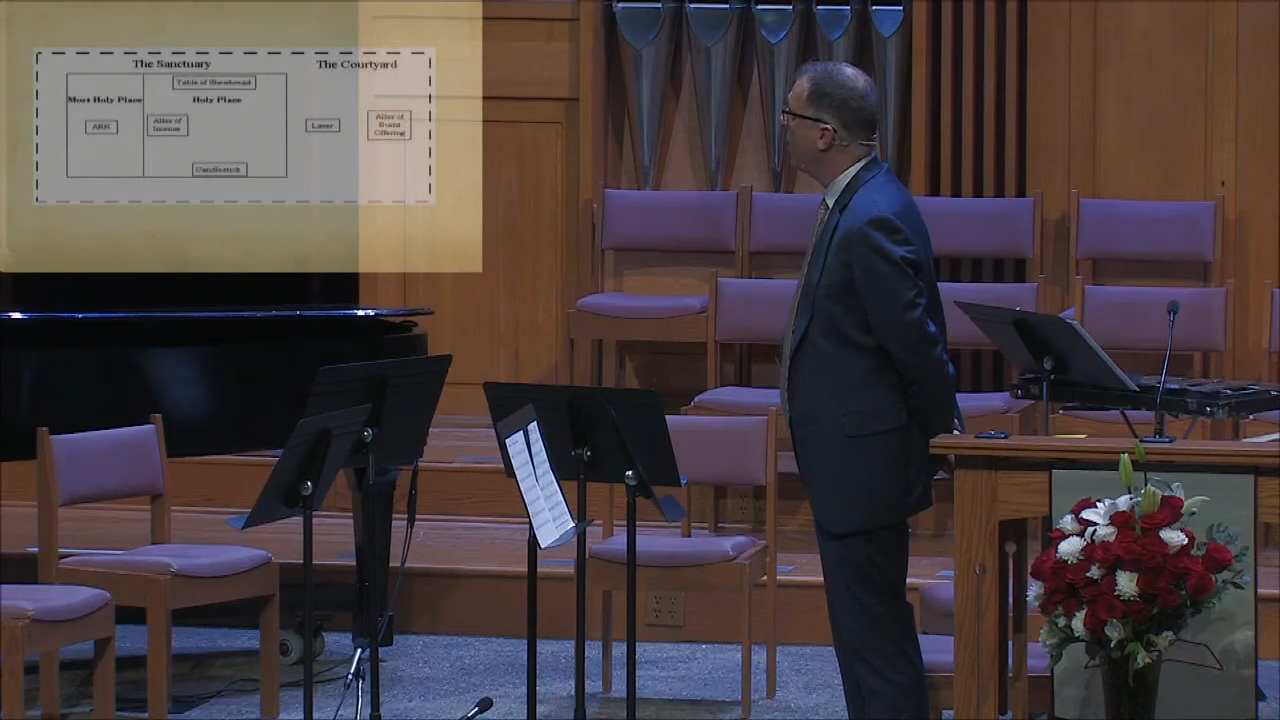 The Sanctuary
The Courtyard
Table of Shewbread
Most Holy Place
Holy Place
ARK
Alter of
Incense
Laver
Alter of
Burnt
Offering
Candlestick